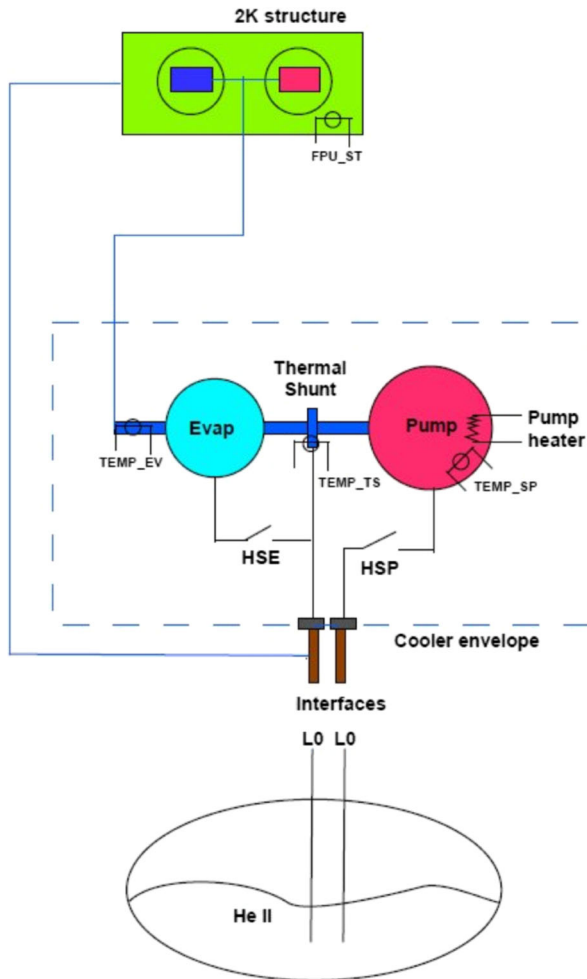 2K structure
FPU_ST
Thermal
Shunt
Evap
Pump
Pump
heater
TEMP_EV
TEMP_TS
TEMP_SP
HSE
HSP
Cooler envelope
Interfaces
L0 L0
He II